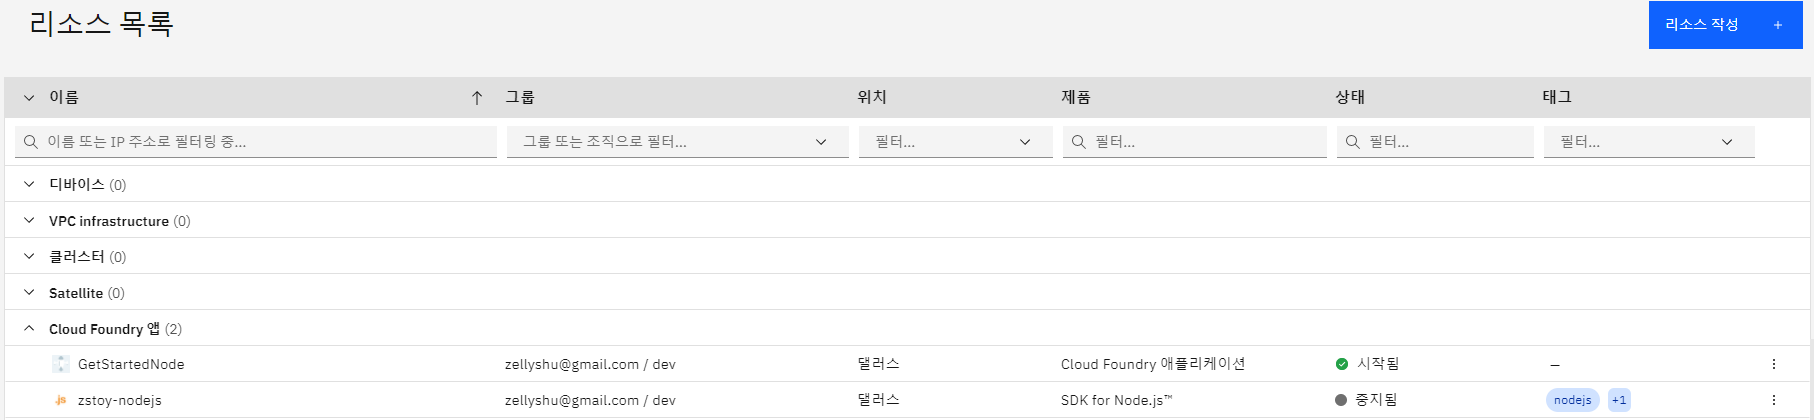 리소스 목록
리소스 작성 +
이름 그룹 위치 제품 상태 태그
이름 또는 IP 주소로 필터링 중... 그룹 또는 조직으로 필터... 필터... 필터... 필터... 필터...
디바이스 (0)
VPC infrastructure (0)
클러스터 (0)
Satellite (0)
Cloud Foundry 앱 (2)
GetStartedNode zellyshu@gmail.com / dev 댈러스 Cloud Foundry 애플리케이션 시작됨 –
JS zstoy-nodejs zellyshu@gmail.com / dev 댈러스 SDK for Node.js™ 중지됨 nodejs +1